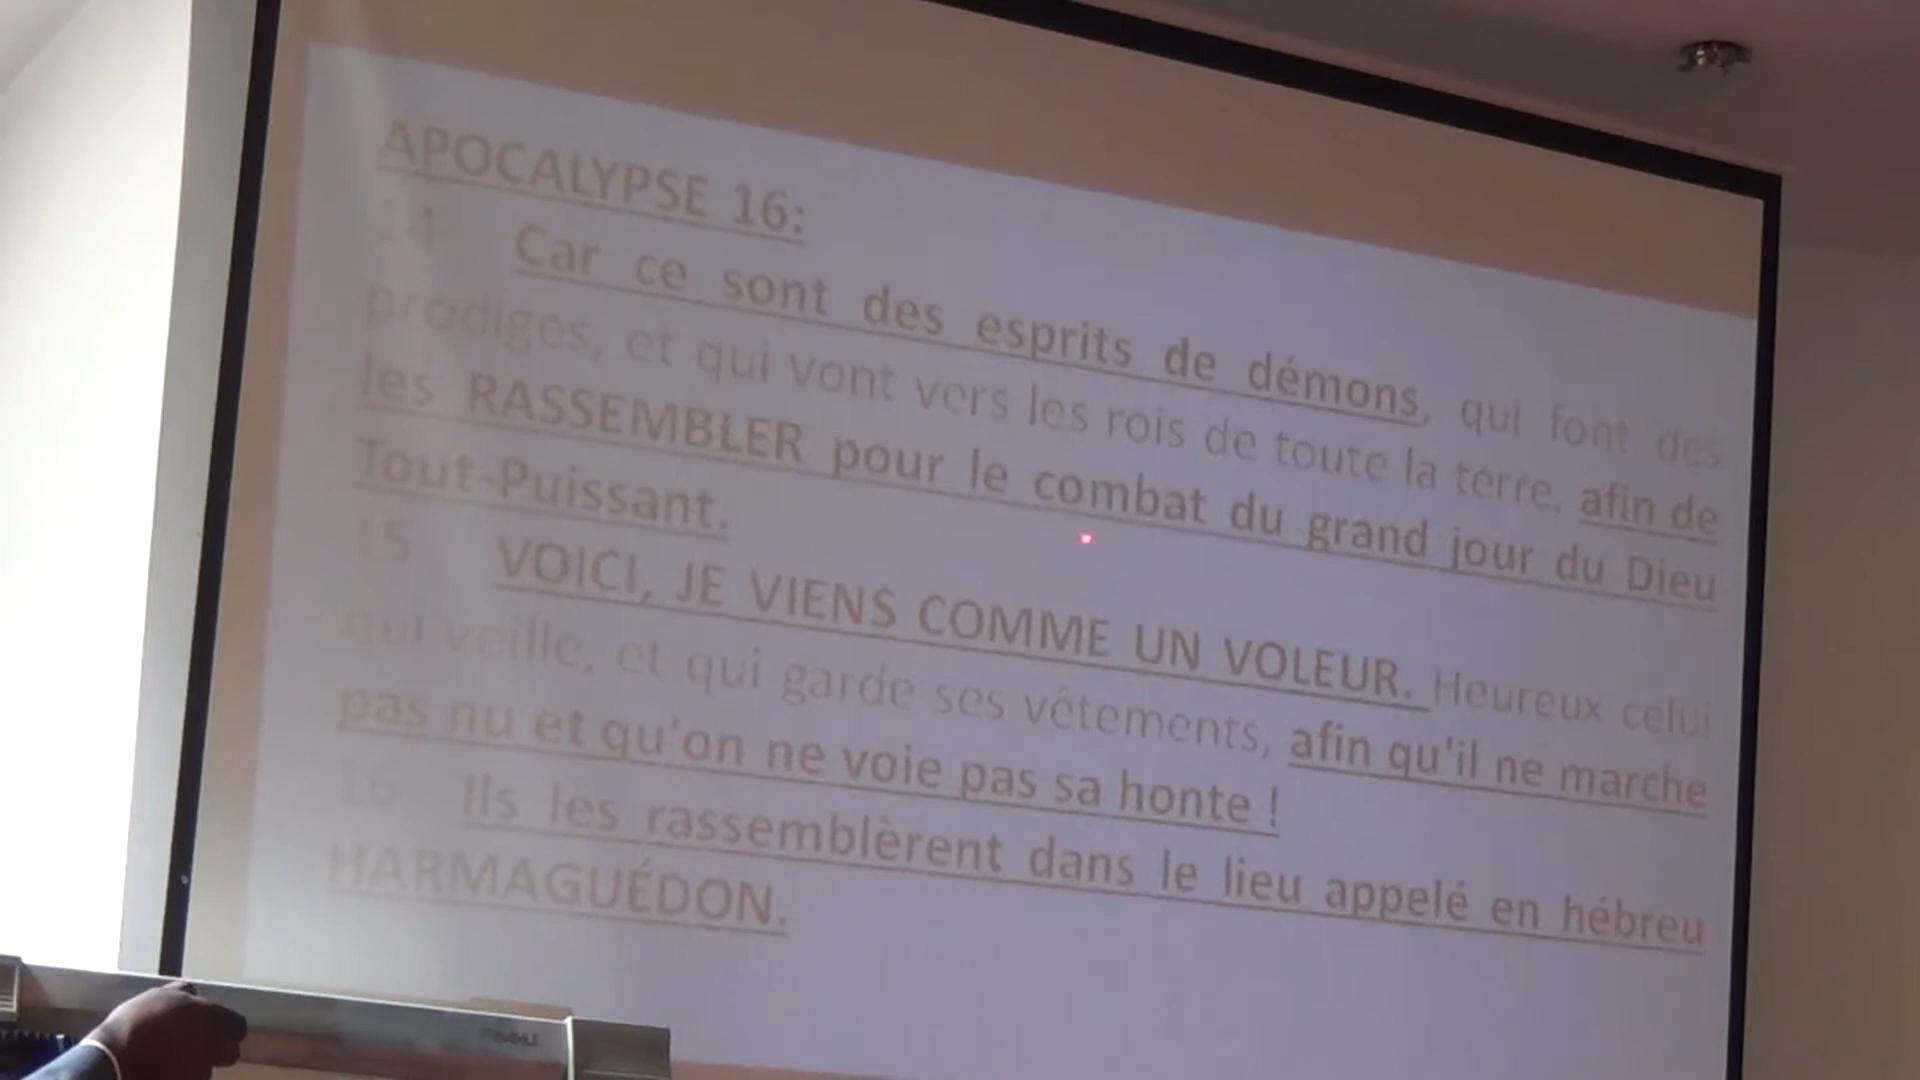 APOCALYPSE 16:
14 Car ce sont des esprits de démons, qui font des
prodiges, et qui vont vers les rois de toute la terre, afin de
les RASSEMBLER pour le combat du grand jour du Dieu
Tout-Puissant.
15 VOICI, JE VIENS COMME UN VOLEUR. Heureux celui
qui veille, et qui garde ses vêtements, afin qu'il ne marche
pas nu et qu'on ne voie pas sa honte !
16 Ils les rassemblèrent dans le lieu appelé en hébreu
HARMAGUÉDON.